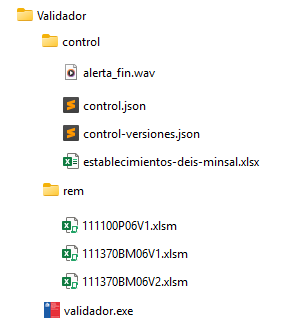 Validador
control
alerta_fin.wav
control.json
control-versiones.json
establecimientos-deis-minsal.xlsx
rem
111100P06V1.xlsm
111370BM06V1.xlsm
111370BM06V2.xlsm
validador.exe